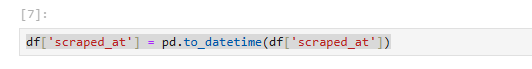 [7]:
df['scraped_at'] = pd.to_datetime(df['scraped_at'])